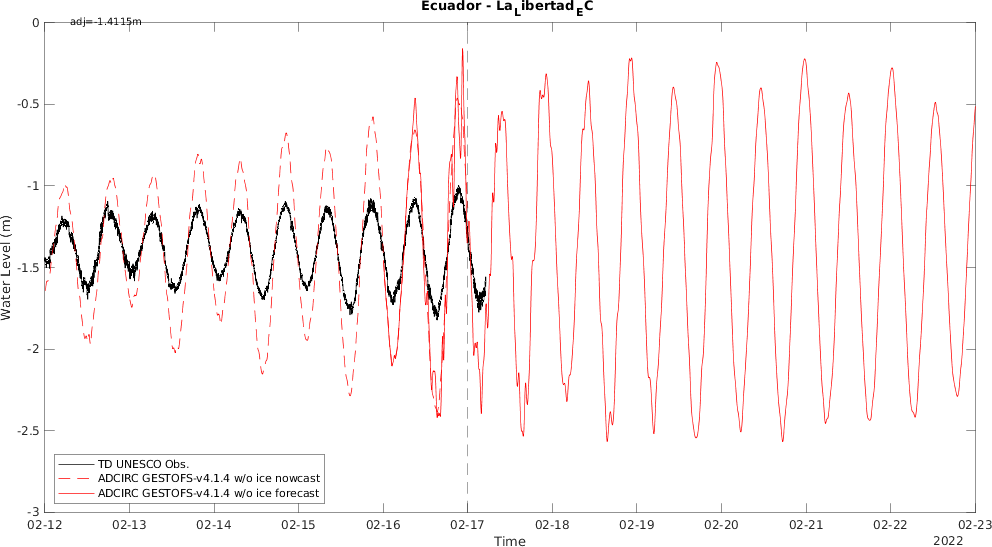 Ecuador - LaLibertadEC
adj=-1.4115m
0
-0.5
-1
-1.5
-2
-2.5
-3
Water Level (m)
TD UNESCO Obs.
ADCIRC GESTOFS-v4.1.4 w/o ice nowcast
ADCIRC GESTOFS-v4.1.4 w/o ice forecast
02-12 02-13 02-14 02-15 02-16 02-17 02-18 02-19 02-20 02-21 02-22 02-23
Time
2022